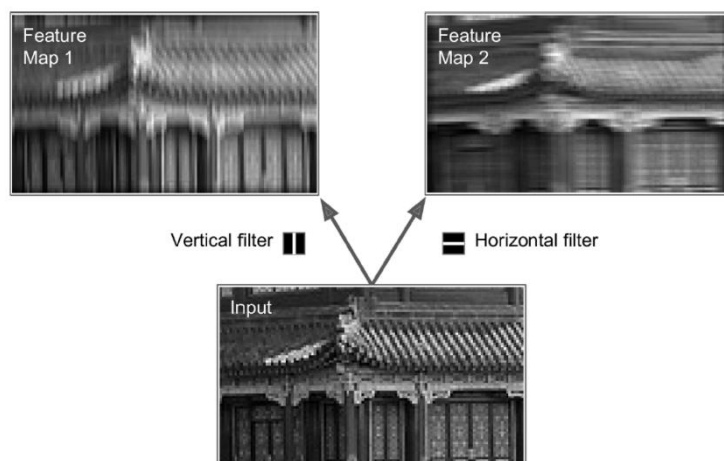 Feature
Map 1
Feature
Map 2
Vertical filter
Horizontal filter
Input